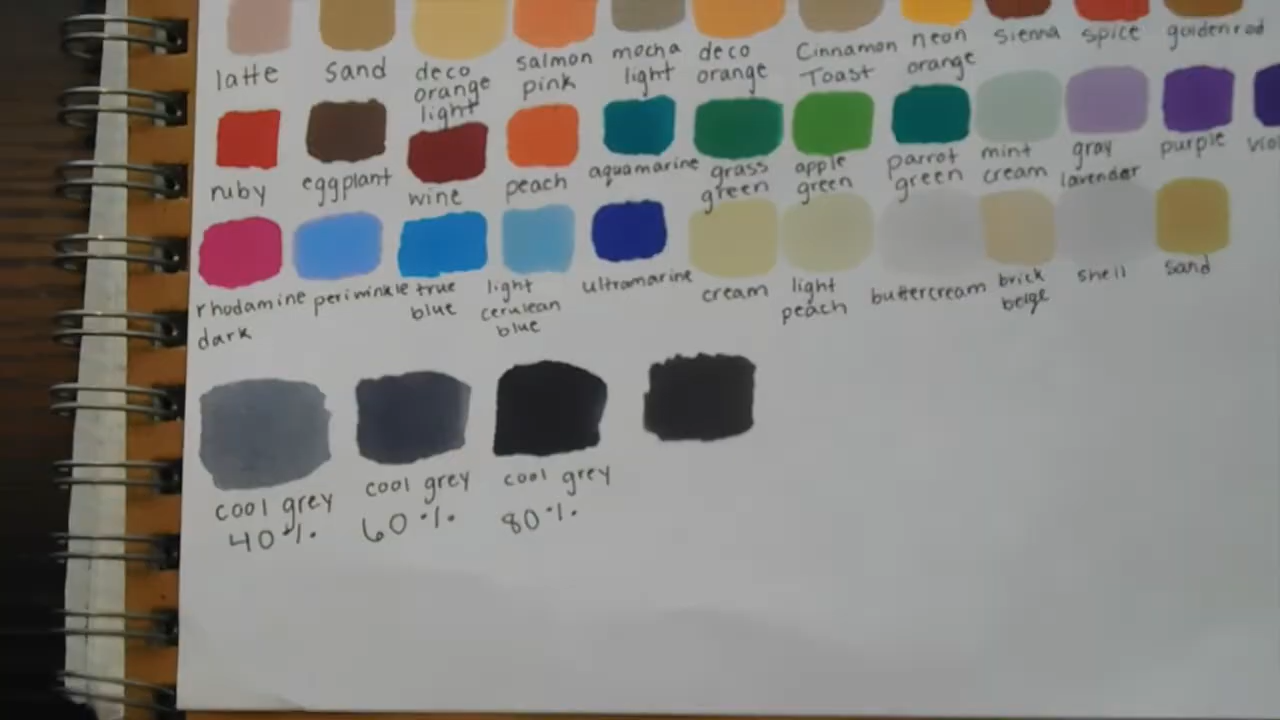 latte
Sand
deco
orange
light
salmon
pink
mocha
light
deco
orange
Cinnamon
Toast
neon
orange
sienna
spice
goldenrod
ruby
eggplant
wine
peach
aquamarine
grass
green
apple
green
parrot
green
mint
cream
gray
lavender
purple
rhodamine
dark
periwinkle
true
blue
light
cerulean
blue
ultramarine
cream
light
peach
buttercream
brick
beige
shell
Sand
cool grey
40%
cool grey
60%
cool grey
80%